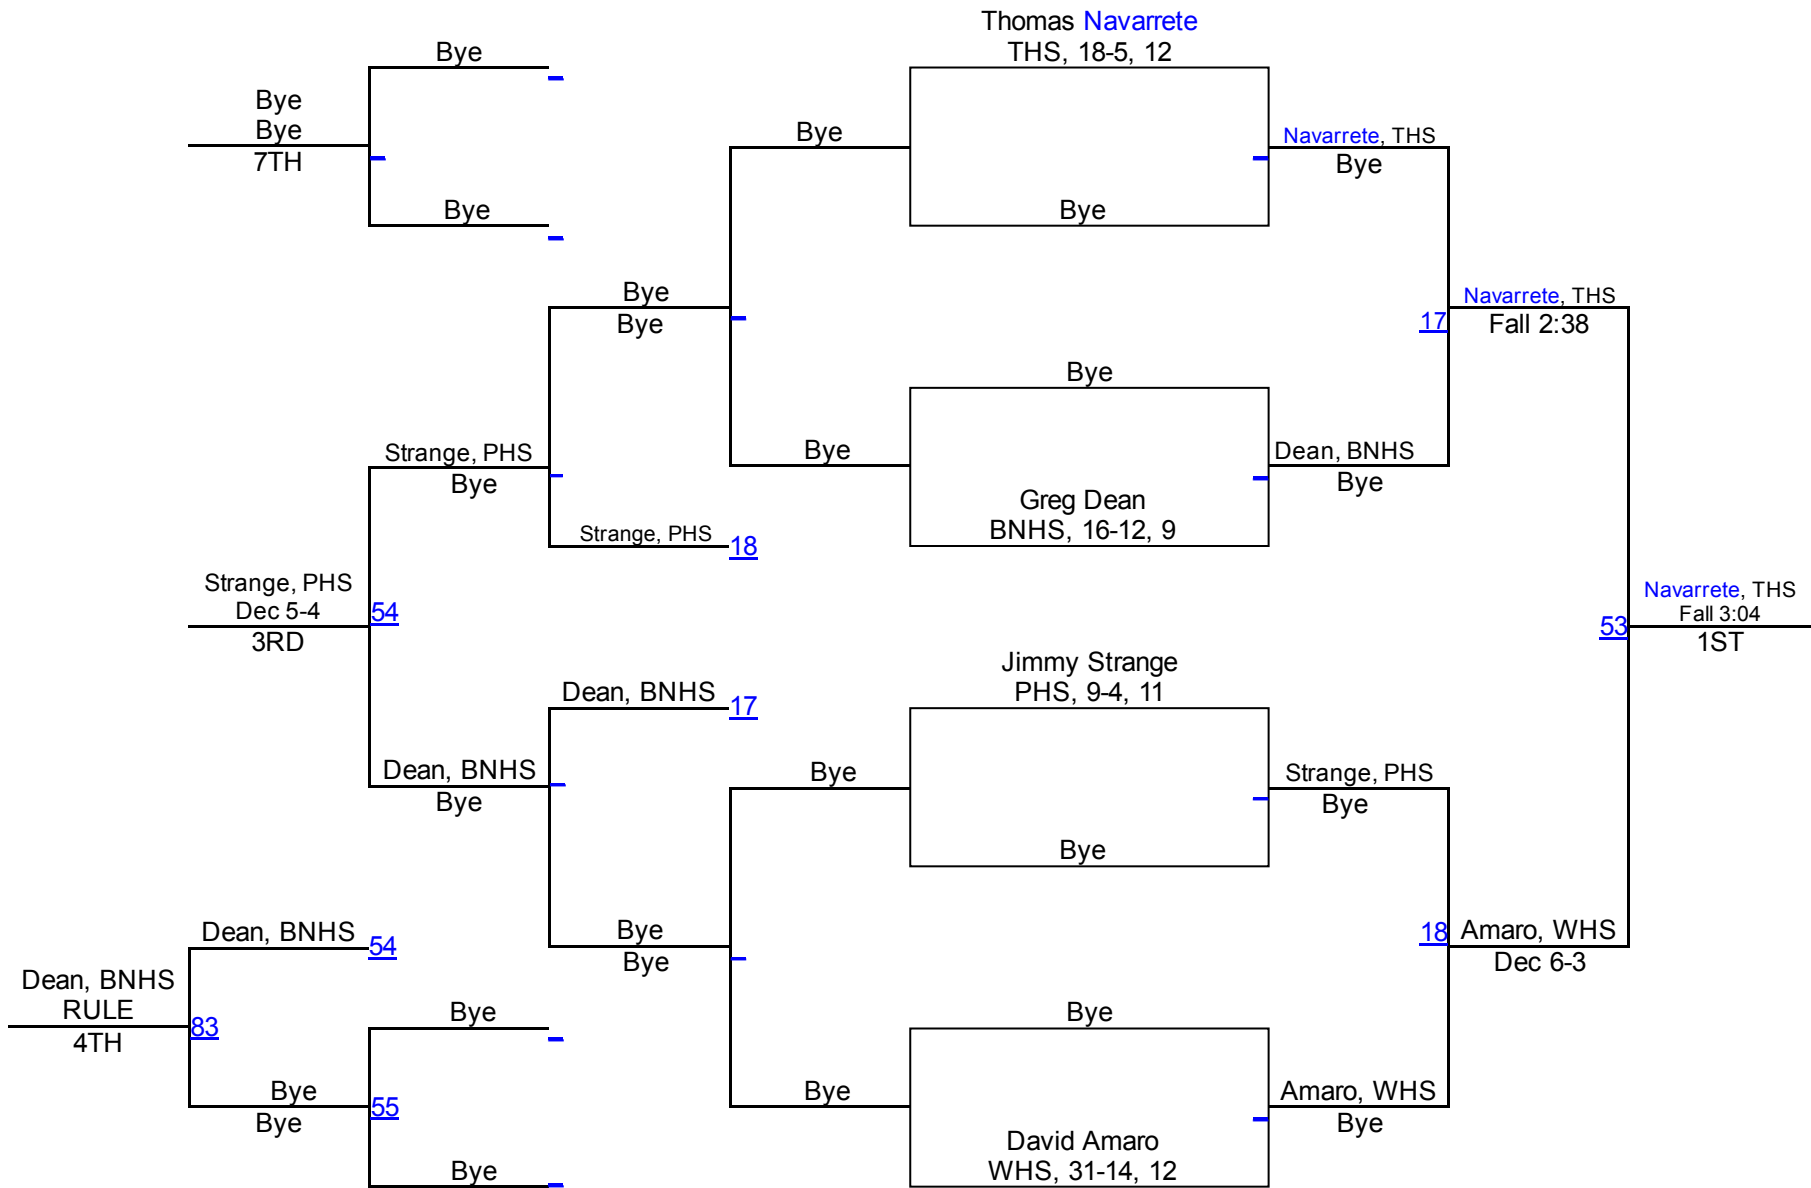 Thomas Navarrete
THS, 18-5, 12
Bye
Bye
Bye
7TH
Bye
Navarrete, THS
Bye
Bye
Bye
Bye
Bye
Navarrete, THS
17
Fall 2:38
Bye
Strange, PHS
Bye
Bye
Dean, BNHS
Bye
Greg Dean
BNHS, 16-12, 9
Strange, PHS 18
Strange, PHS
Dec 5-4
3RD
54
Navarrete, THS
Fall 3:04
1ST
53
Jimmy Strange
PHS, 9-4, 11
Dean, BNHS 17
Dean, BNHS
Bye
Bye
Strange, PHS
Bye
Bye
Bye
Bye
18
Amaro, WHS
Dec 6-3
Dean, BNHS 54
Dean, BNHS
RULE
4TH
83
Bye
Bye
Bye
Bye
55
Bye
Amaro, WHS
Bye
David Amaro
WHS, 31-14, 12
Bye